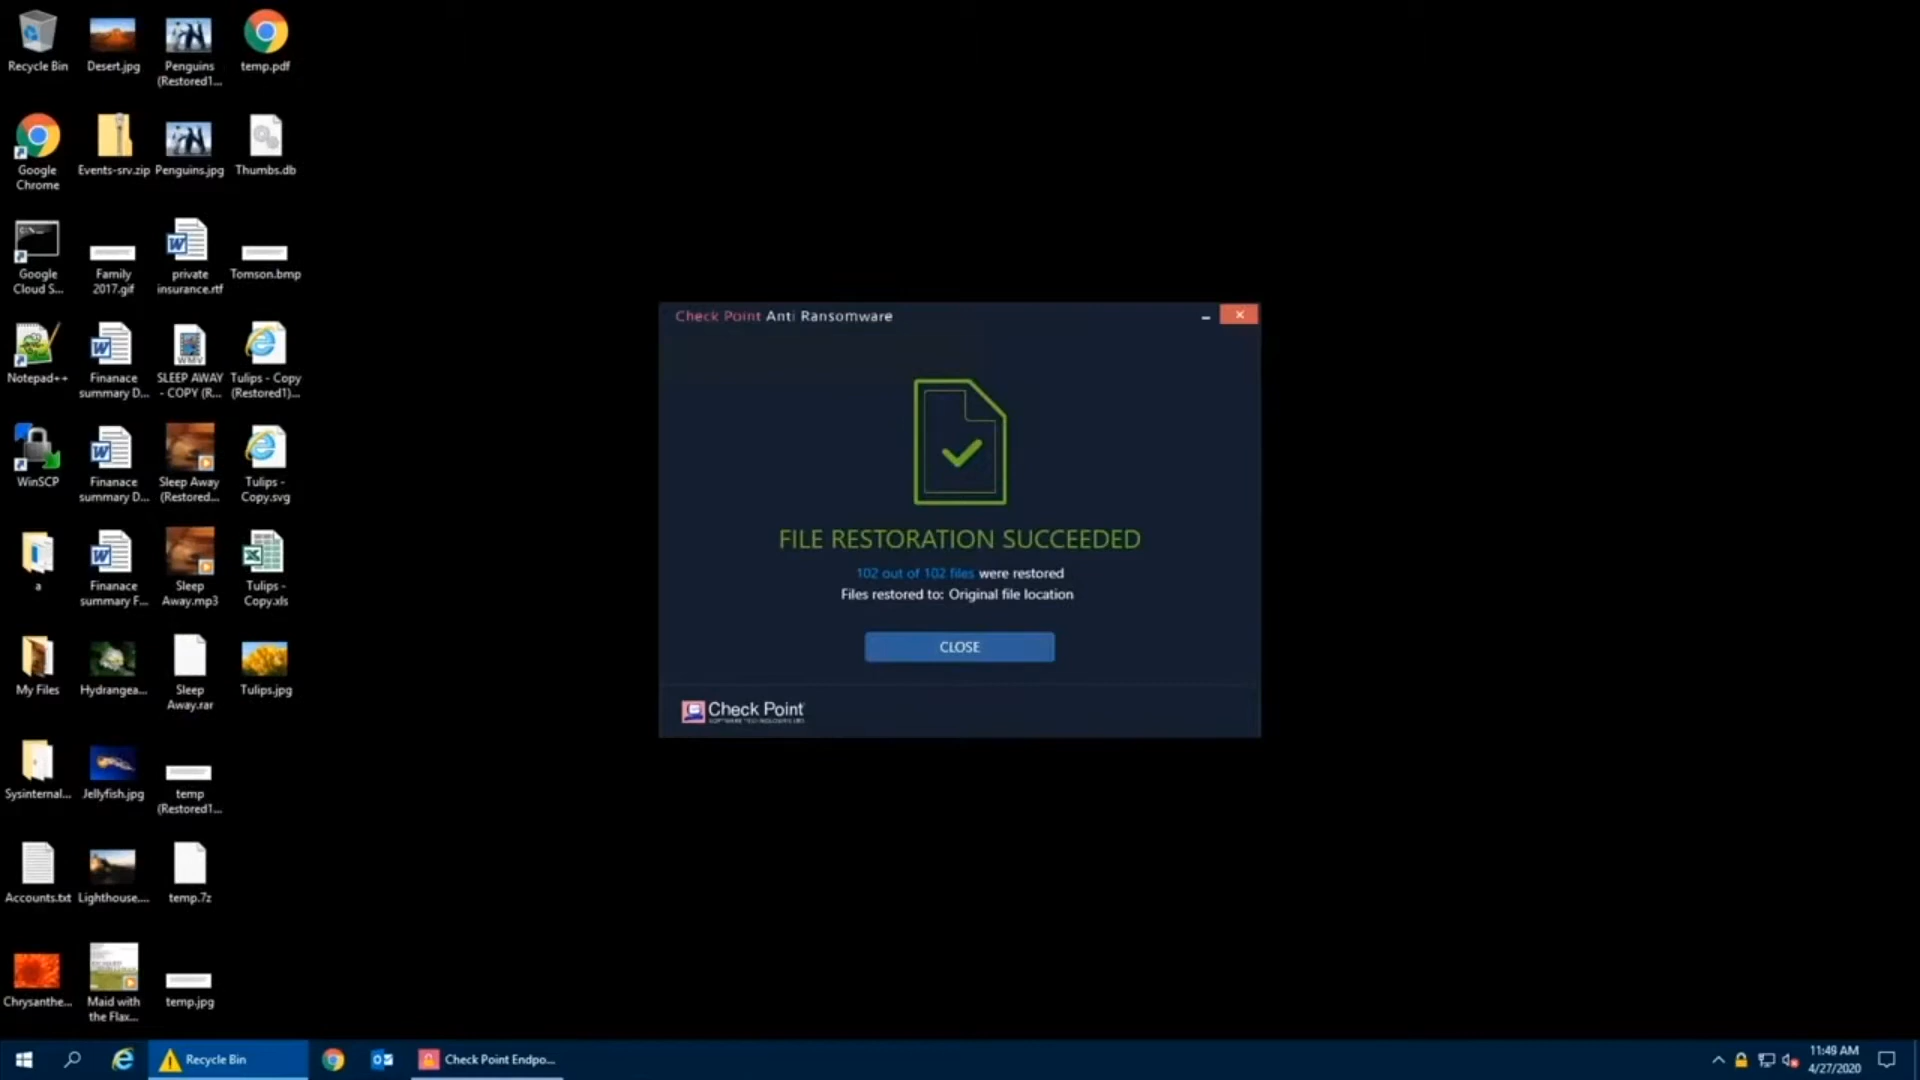 Recycle Bin
Desert.jpg
Penguins
(Restored1...
temp.pdf
Google
Chrome
Events-srv.zip
Penguins.jpg
Thumbs.db
Google
Cloud S...
Family
2017.gif
private
insurance.rtf
Tomson.bmp
Notepad++
Finanace
summary D...
SLEEP AWAY
- COPY (R...
Tulips - Copy
(Restored1)...
WinSCP
Finanace
summary D...
Sleep Away
(Restored...
Tulips -
Copy.svg
a
Finanace
summary F...
Sleep
Away.mp3
Tulips -
Copy.xls
My Files
Hydrangea...
Sleep
Away.rar
Tulips.jpg
Sysinternal...
Jellyfish.jpg
temp
(Restored1...
Accounts.txt
Lighthouse....
temp.7z
Chrysanthe...
Maid with
the Flax...
temp.jpg
Check Point Anti Ransomware
FILE RESTORATION SUCCEEDED
102 out of 102 files were restored
Files restored to: Original file location
CLOSE
Check Point
SOFTWARE TECHNOLOGIES LTD.
Recycle Bin
Check Point Endpo...
11:49 AM
4/27/2020